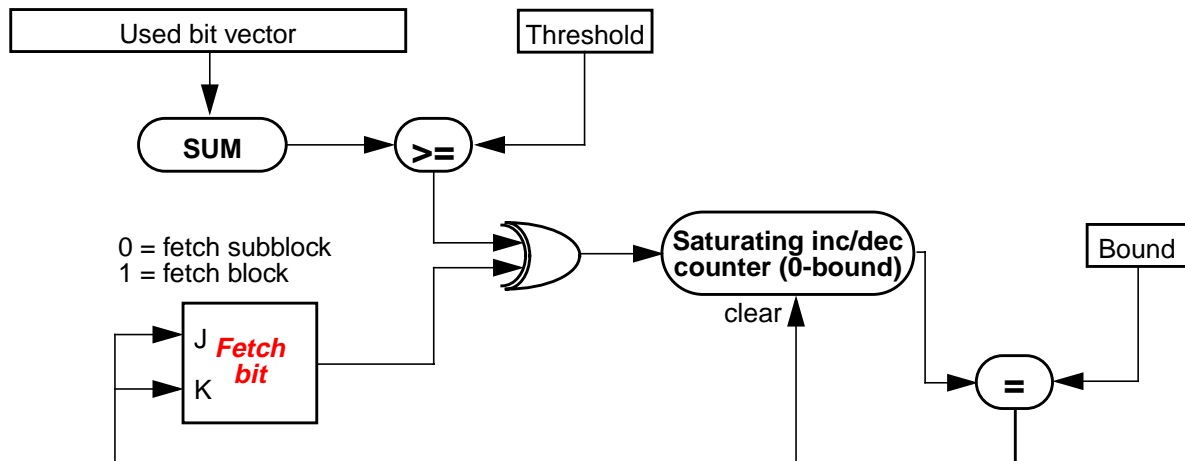 Used bit vector
Threshold
SUM
>=
0 = fetch subblock
1 = fetch block
Saturating inc/dec
counter (0-bound)
Bound
clear
J
Fetch
bit
K
=